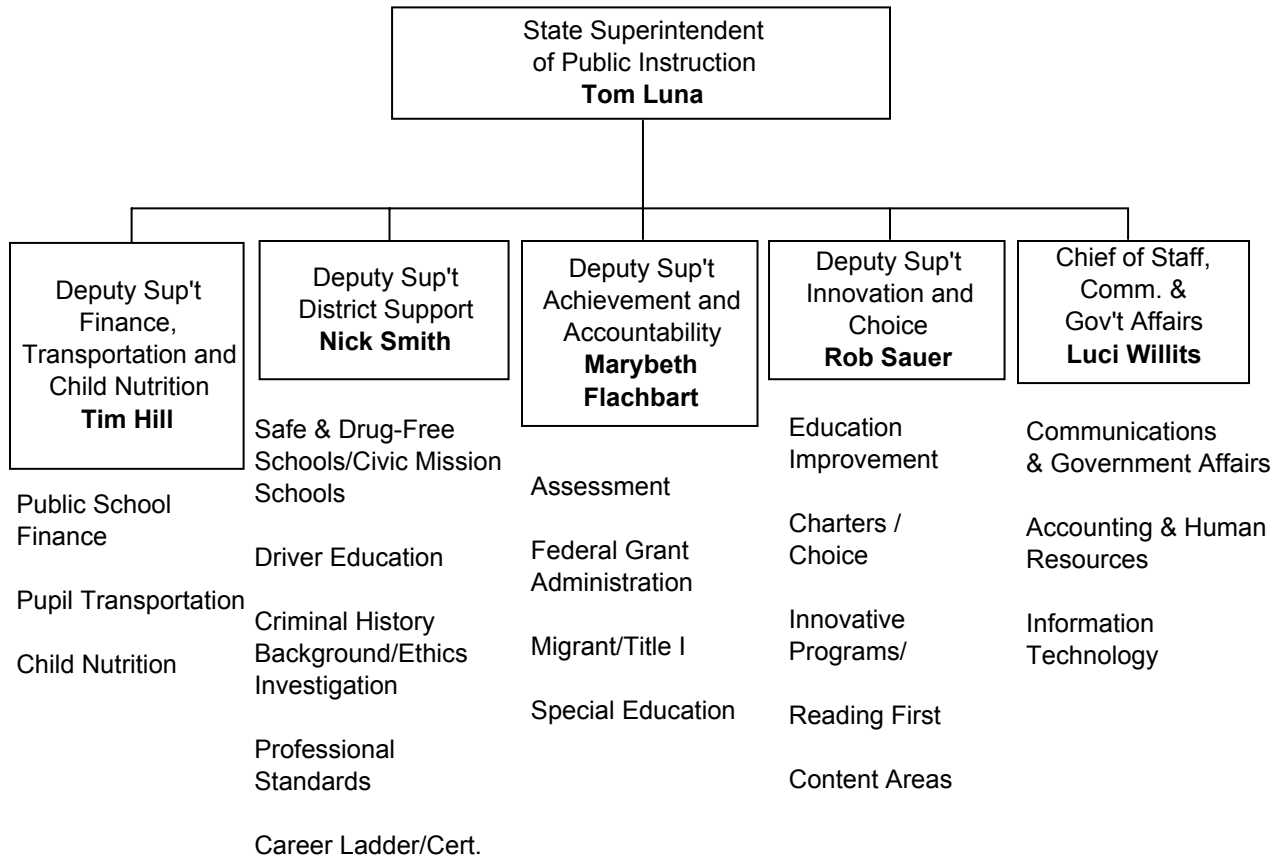 State Superintendent
of Public Instruction
Tom Luna
Deputy Sup't
Finance,
Transportation and
Child Nutrition
Tim Hill
Public School
Finance
Pupil Transportation
Child Nutrition
Deputy Sup't
District Support
Nick Smith
Safe & Drug-Free
Schools/Civic Mission
Schools
Driver Education
Criminal History
Background/Ethics
Investigation
Professional
Standards
Career Ladder/Cert.
Deputy Sup't
Achievement and
Accountability
Marybeth
Flachbart
Assessment
Federal Grant
Administration
Migrant/Title I
Special Education
Deputy Sup't
Innovation and
Choice
Rob Sauer
Education
Improvement
Charters /
Choice
Innovative
Programs/
Reading First
Content Areas
Chief of Staff,
Comm. &
Gov't Affairs
Luci Willits
Communications
& Government Affairs
Accounting & Human
Resources
Information
Technology